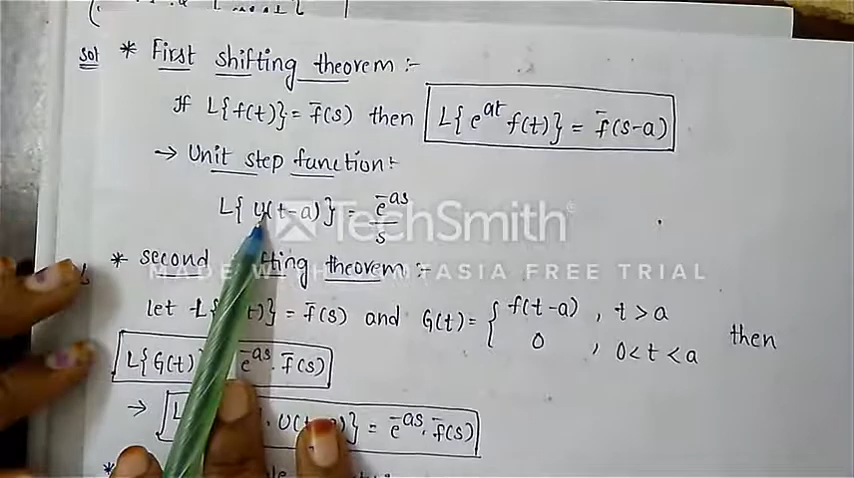 Sol * First shifting theorem :-
If L{f(t)} = f̄(s) then L{e^at f(t)} = f̄(s-a)
→ Unit step function:-
L{U(t-a)} = e^-as / s
TechSmith
MADE WITH CAMTASIA FREE TRIAL
* second shifting theorem :-
let L{ t)} = f̄(s) and G(t) = { f(t-a) , t>a
0 , 0<t<a then
L{G(t) e^-as . f̄(s)
→ L . U(t } = e^-as . f̄(s)
*